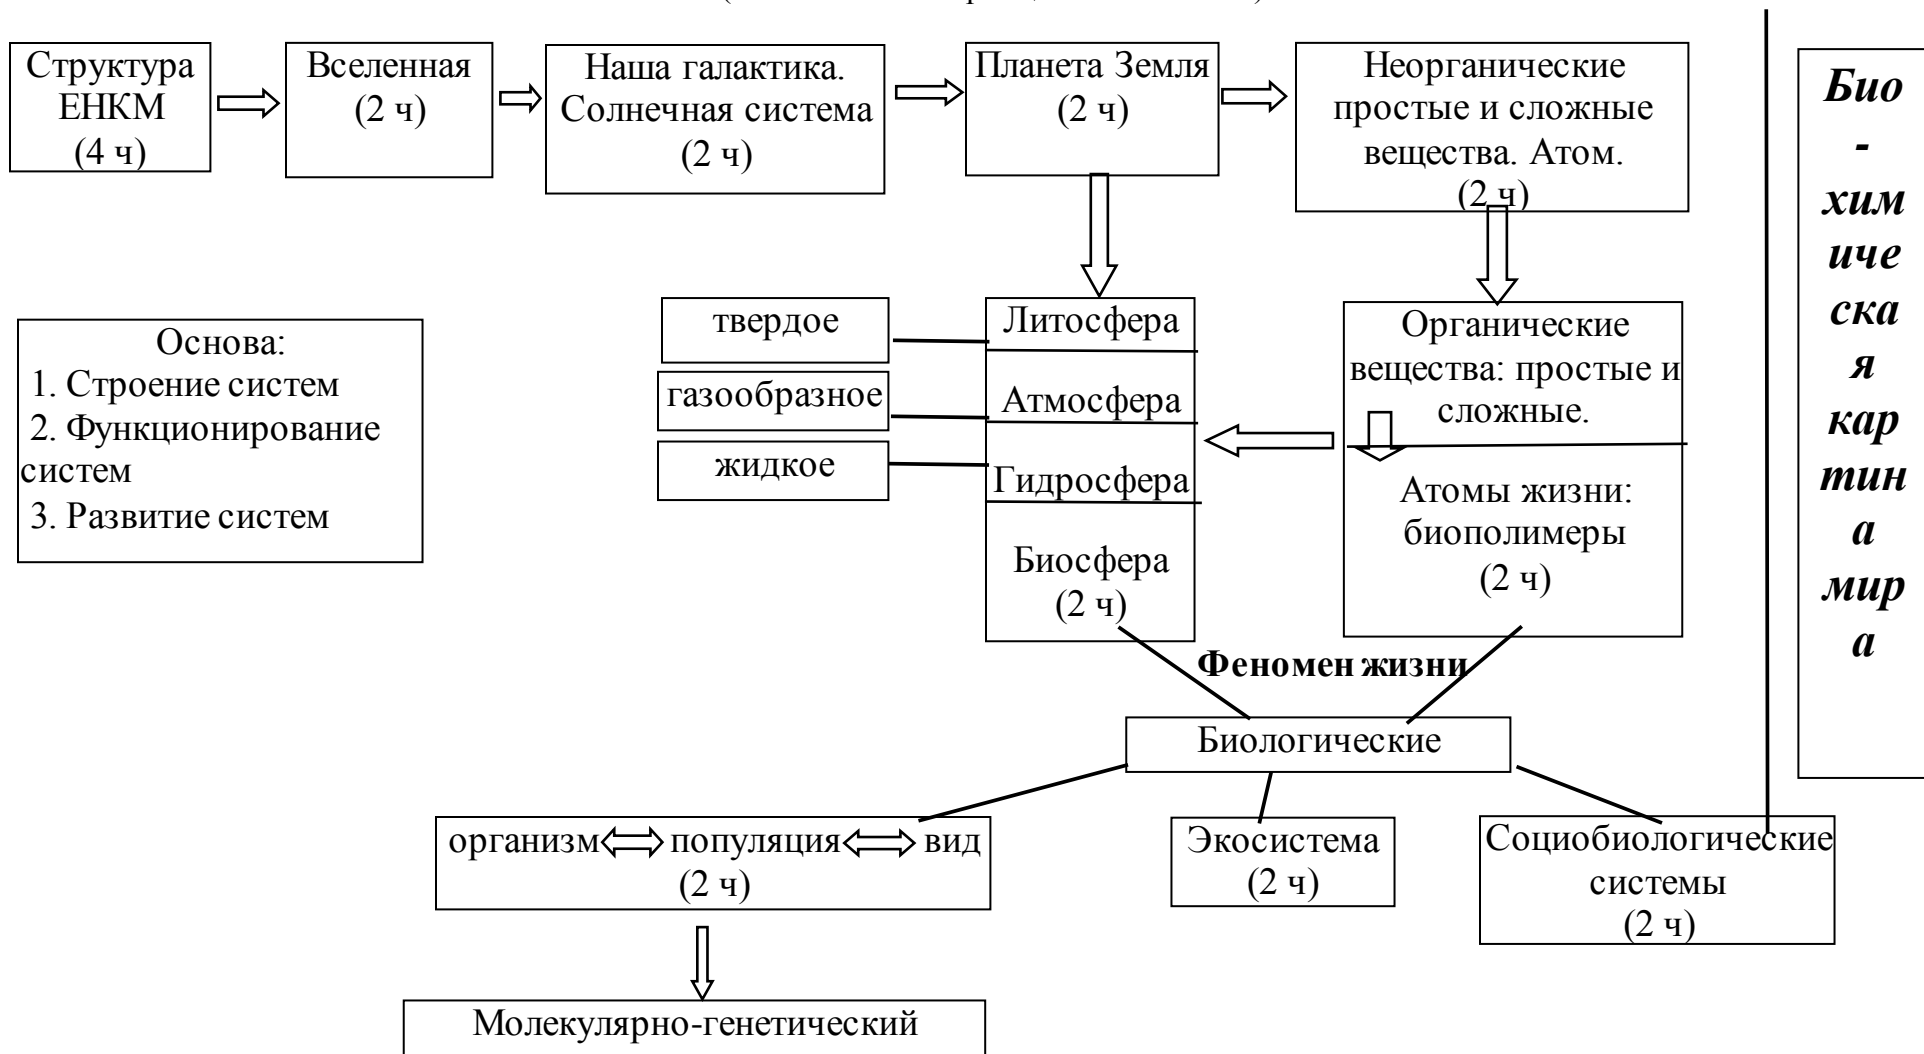 Структура
ЕНКМ
(4 ч)
Вселенная
(2 ч)
Наша галактика.
Солнечная система
(2 ч)
Планета Земля
(2 ч)
Неорганические
простые и сложные
вещества. Атом.
(2 ч)
Био
-
хим
иче
ска
я
кар
тин
а
мир
а
Основа:
1. Строение систем
2. Функционирование
систем
3. Развитие систем
твердое
газообразное
жидкое
Литосфера
Атмосфера
Гидросфера
Биосфера
(2 ч)
Органические
вещества: простые и
сложные.
Атомы жизни:
биополимеры
(2 ч)
Феномен жизни
Биологические
организм популяция вид
(2 ч)
Экосистема
(2 ч)
Социобиологические
системы
(2 ч)
Молекулярно-генетический